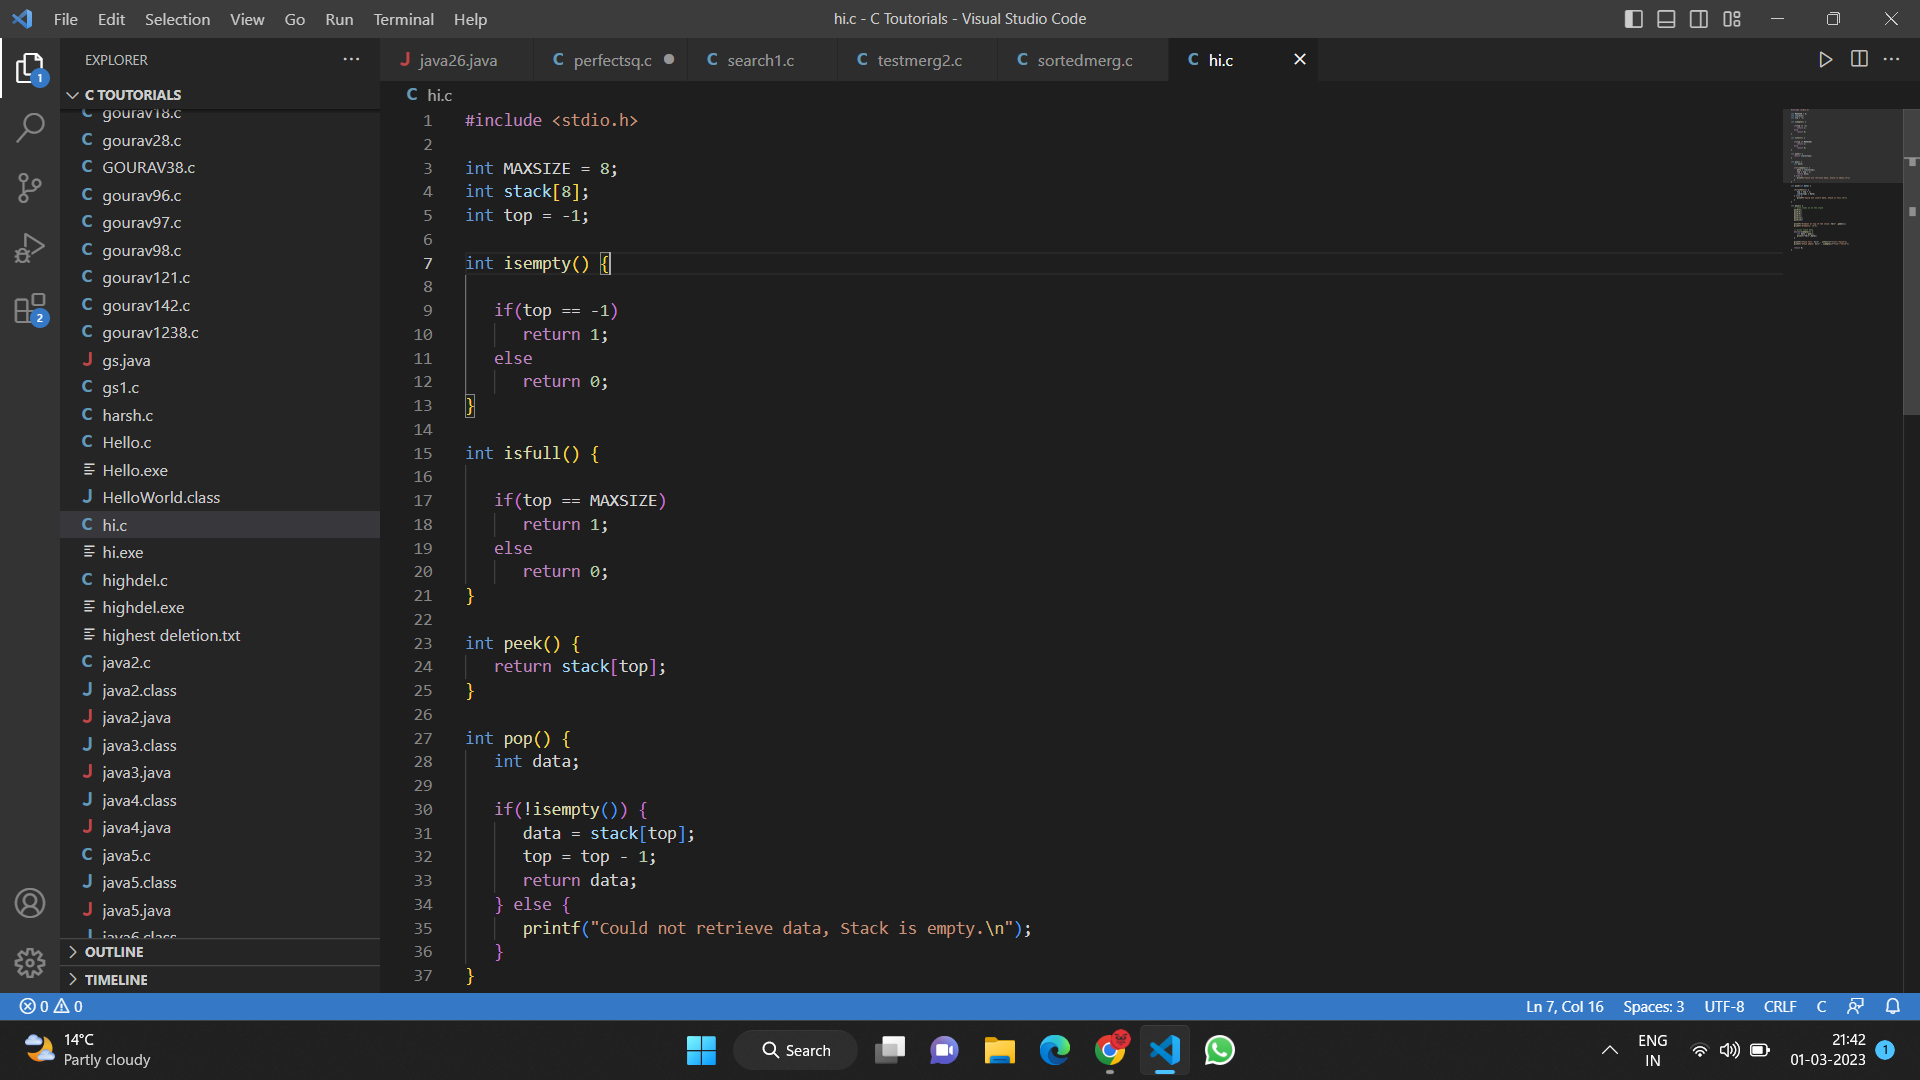 File Edit Selection View Go Run Terminal Help
hi.c - C Toutorials - Visual Studio Code
EXPLORER
java26.java perfectsq.c search1.c testmerg2.c sortedmerg.c hi.c
C TOUTORIALS
gourav18.c
gourav28.c
GOURAV38.c
gourav96.c
gourav97.c
gourav98.c
gourav121.c
gourav142.c
gourav1238.c
gs.java
gs1.c
harsh.c
Hello.c
Hello.exe
HelloWorld.class
hi.c
hi.exe
highdel.c
highdel.exe
highest deletion.txt
java2.c
java2.class
java2.java
java3.class
java3.java
java4.class
java4.java
java5.c
java5.class
java5.java
java6.class
OUTLINE
TIMELINE
C hi.c
1 #include <stdio.h>
2
3 int MAXSIZE = 8;
4 int stack[8];
5 int top = -1;
6
7 int isempty() {
8
9 if(top == -1)
10 return 1;
11 else
12 return 0;
13 }
14
15 int isfull() {
16
17 if(top == MAXSIZE)
18 return 1;
19 else
20 return 0;
21 }
22
23 int peek() {
24 return stack[top];
25 }
26
27 int pop() {
28 int data;
29
30 if(!isempty()) {
31 data = stack[top];
32 top = top - 1;
33 return data;
34 } else {
35 printf("Could not retrieve data, Stack is empty.\n");
36 }
37 }
0 0 Ln 7, Col 16 Spaces: 3 UTF-8 CRLF C
14°C
Partly cloudy
Search
ENG
IN
21:42
01-03-2023
1